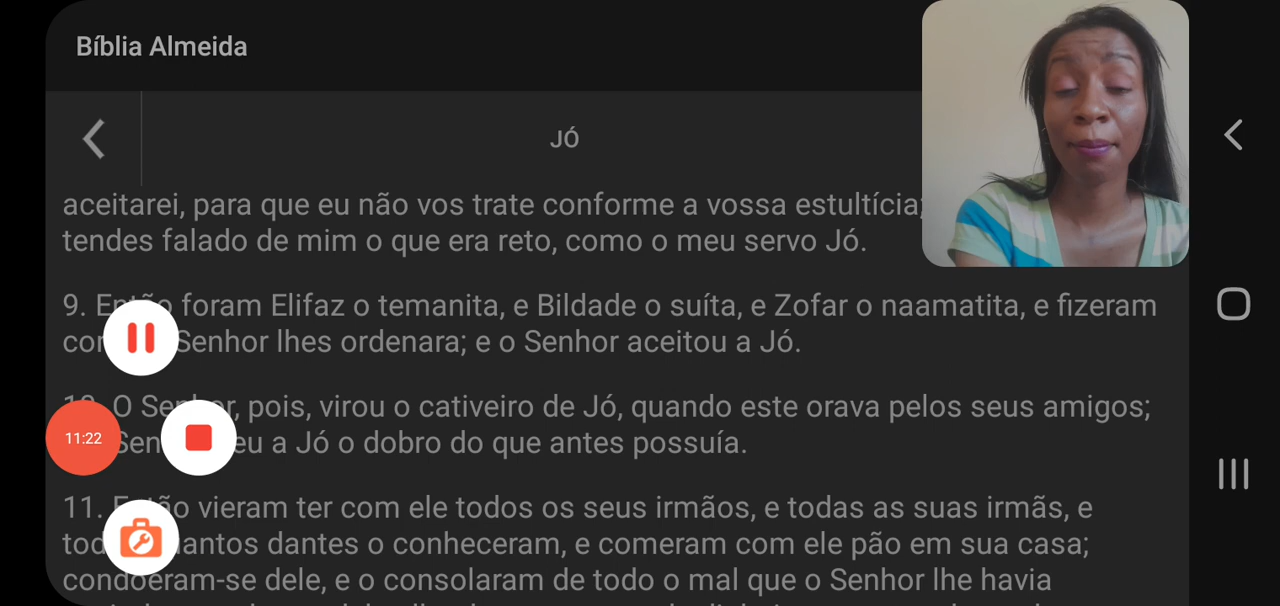 Bíblia Almeida
JÓ
aceitarei, para que eu não vos trate conforme a vossa estultícia;
tendes falado de mim o que era reto, como o meu servo Jó.
9. Então foram Elifaz o temanita, e Bildade o suíta, e Zofar o naamatita, e fizeram
Senhor lhes ordenara; e o Senhor aceitou a Jó.
10. O Senhor, pois, virou o cativeiro de Jó, quando este orava pelos seus amigos;
a Jó o dobro do que antes possuía.
11:22
11. Então vieram ter com ele todos os seus irmãos, e todas as suas irmãs, e
dantes o conheceram, e comeram com ele pão em sua casa;
condoeram-se dele, e o consolaram de todo o mal que o Senhor lhe havia